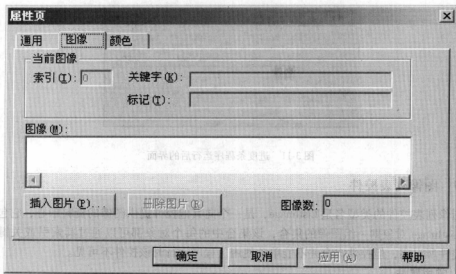 属性页
通用 图像 颜色
当前图像
索引(I): 0 关键字(K):
标记(T):
图像(M):
插入图片(P)... 删除图片(R) 图像数: 0
确定 取消 应用(A) 帮助